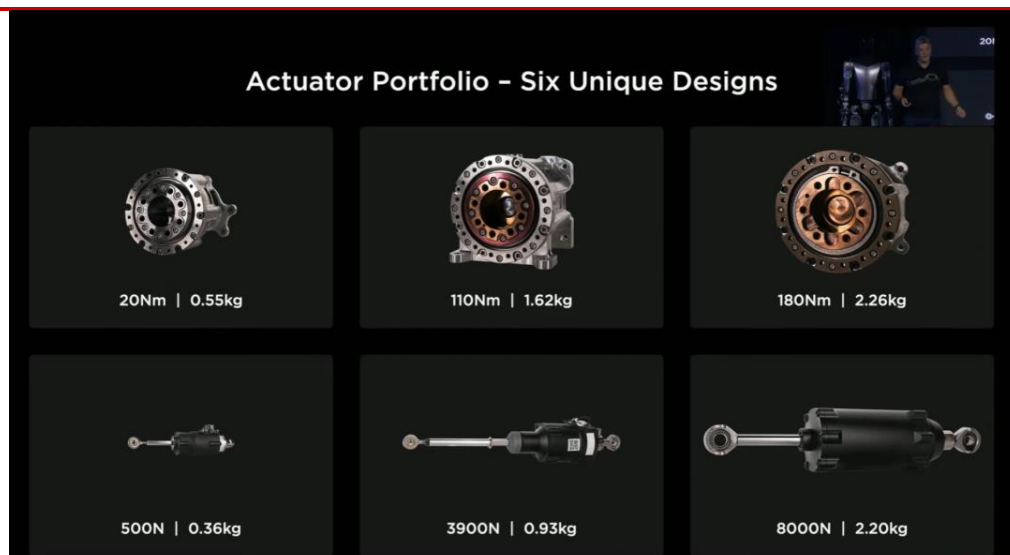 Actuator Portfolio – Six Unique Designs
20Nm | 0.55kg
110Nm | 1.62kg
180Nm | 2.26kg
500N | 0.36kg
3900N | 0.93kg
8000N | 2.20kg